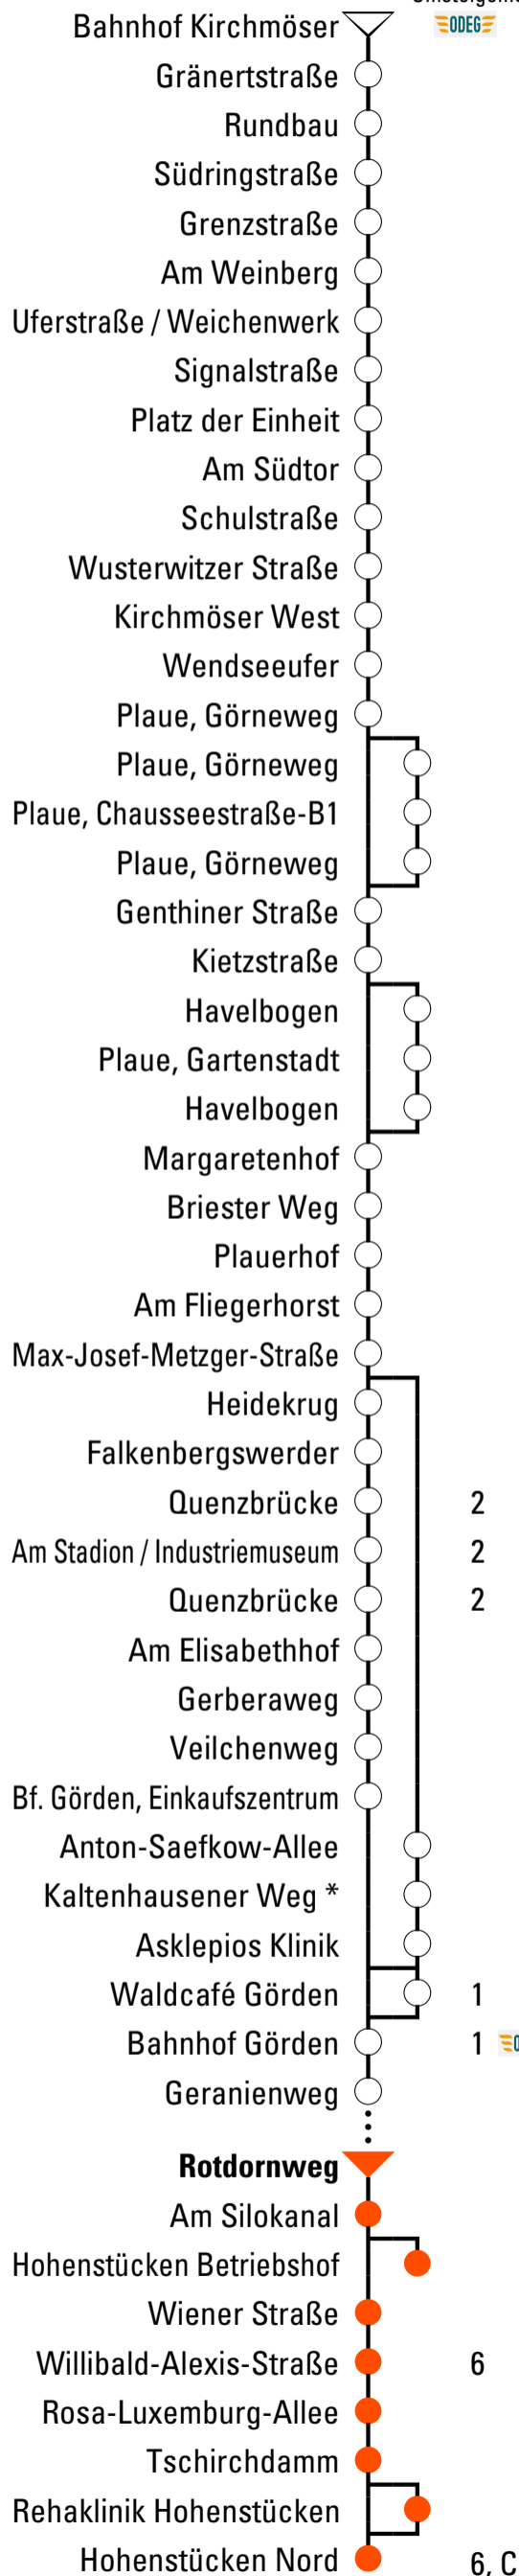 Bahnhof Kirchmöser ODEG
Gränertstraße
Rundbau
Südringstraße
Grenzstraße
Am Weinberg
Uferstraße / Weichenwerk
Signalstraße
Platz der Einheit
Am Südtor
Schulstraße
Wusterwitzer Straße
Kirchmöser West
Wendseeufer
Plaue, Görneweg
Plaue, Görneweg
Plaue, Chausseestraße-B1
Plaue, Görneweg
Genthiner Straße
Kietzstraße
Havelbogen
Plaue, Gartenstadt
Havelbogen
Margaretenhof
Briester Weg
Plauerhof
Am Fliegerhorst
Max-Josef-Metzger-Straße
Heidekrug
Falkenbergswerder
Quenzbrücke 2
Am Stadion / Industriemuseum 2
Quenzbrücke 2
Am Elisabethhof
Gerberaweg
Veilchenweg
Bf. Görden, Einkaufszentrum
Anton-Saefkow-Allee
Kaltenhausener Weg *
Asklepios Klinik
Waldcafé Görden 1
Bahnhof Görden 1
Geranienweg
Rotdornweg
Am Silokanal
Hohenstücken Betriebshof
Wiener Straße
Willibald-Alexis-Straße 6
Rosa-Luxemburg-Allee
Tschirchdamm
Rehaklinik Hohenstücken
Hohenstücken Nord 6, C